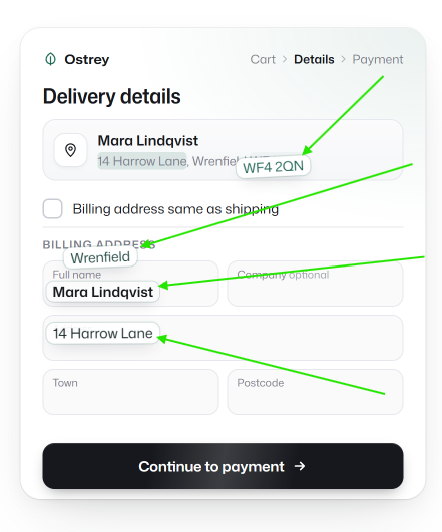 Ostrey
Cart > Details > Payment
Delivery details
Mara Lindqvist
14 Harrow Lane,
WF4 2QN
Billing address same as shipping
BILLING ADDRESS
Wrenfield
Full name
Company optional
Mara Lindqvist
14 Harrow Lane
Town
Postcode
Continue to payment →